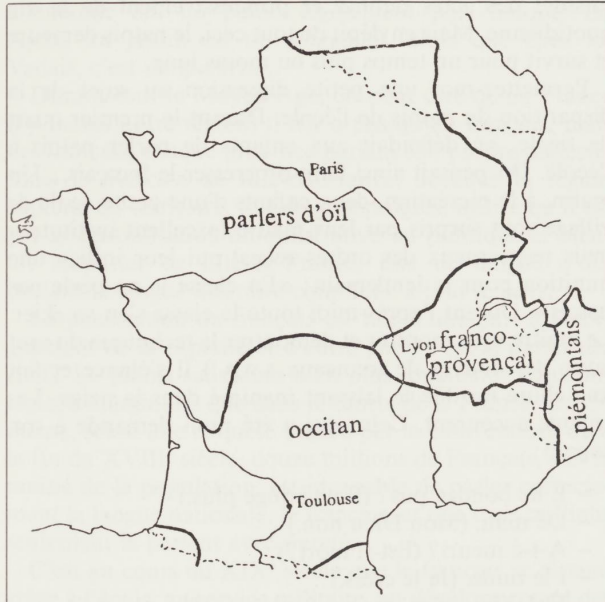 Paris
parlers d'oïl
Lyon
franco-
provençal
piémontais
occitan
Toulouse